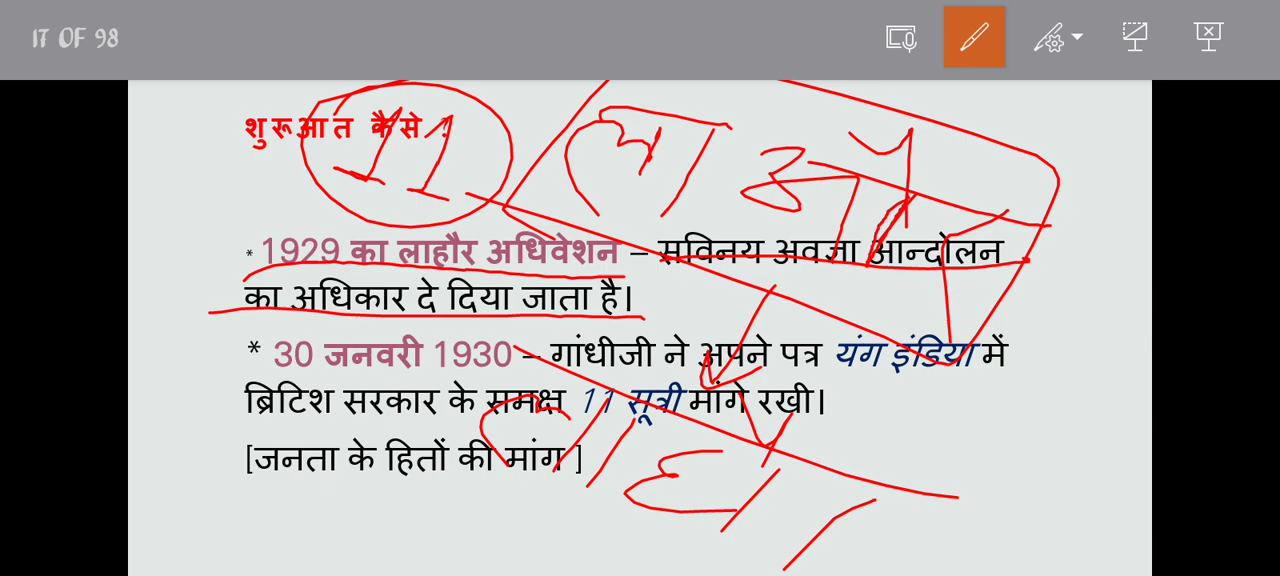 17 OF 98
शुरूआत कैसे ?
11
* 1929 का लाहौर अधिवेशन – सविनय अवज्ञा आन्दोलन
का अधिकार दे दिया जाता है।
* 30 जनवरी 1930 – गांधीजी ने अपने पत्र यंग इंडिया में
ब्रिटिश सरकार के समक्ष 11 सूत्री मांगे रखी।
[जनता के हितों की मांग ]